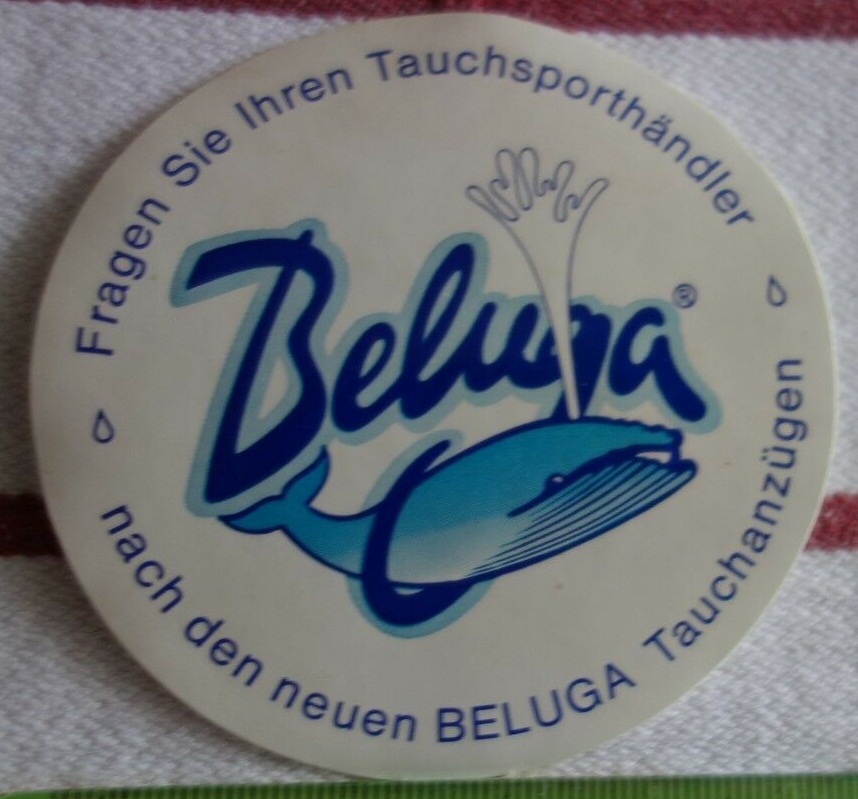 Fragen Sie Ihren Tauchsporthändler
Beluga®
nach den neuen BELUGA Tauchanzügen